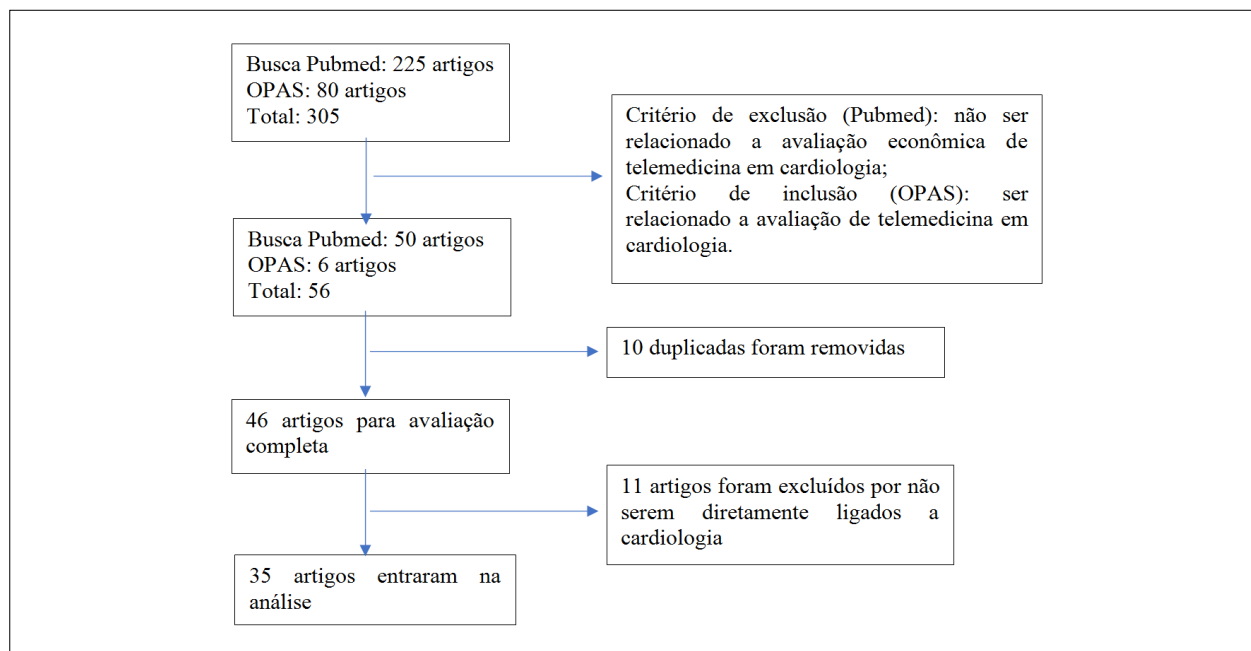 Busca Pubmed: 225 artigos
OPAS: 80 artigos
Total: 305
Critério de exclusão (Pubmed): não ser
relacionado a avaliação econômica de
telemedicina em cardiologia;
Critério de inclusão (OPAS): ser
relacionado a avaliação de telemedicina em
cardiologia.
Busca Pubmed: 50 artigos
OPAS: 6 artigos
Total: 56
10 duplicadas foram removidas
46 artigos para avaliação
completa
11 artigos foram excluídos por não
serem diretamente ligados a
cardiologia
35 artigos entraram na
análise